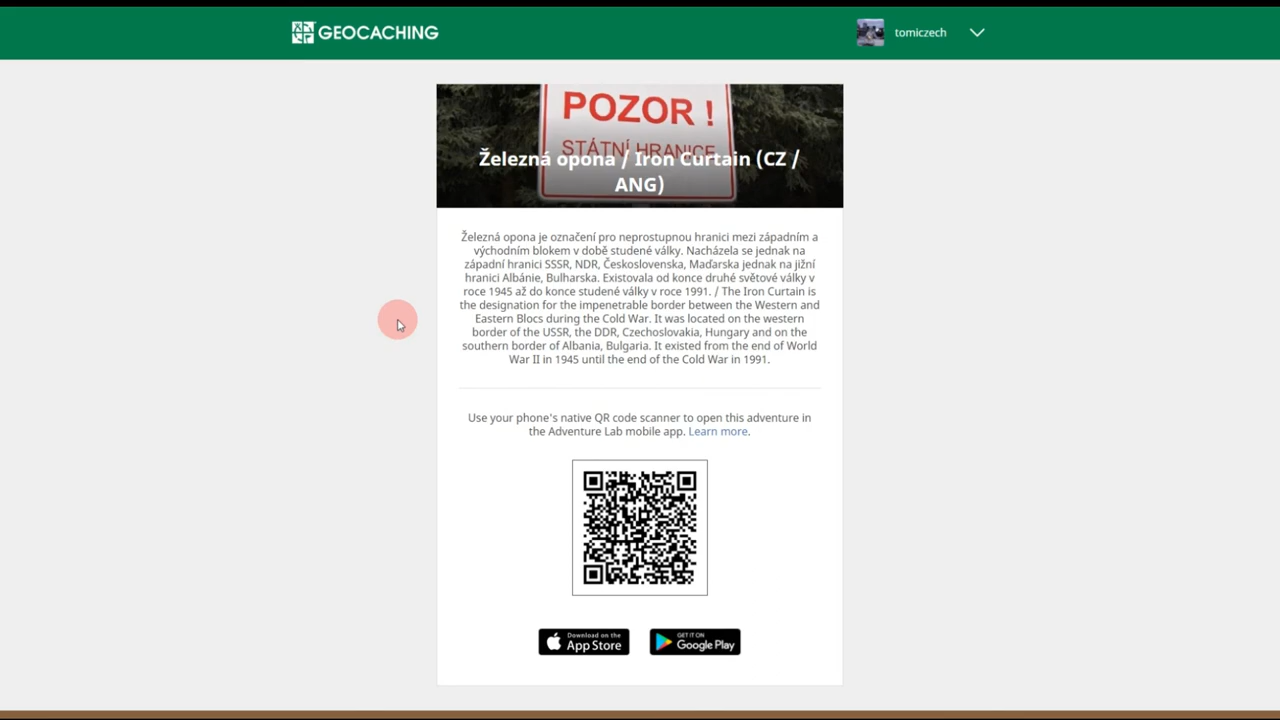 GEOCACHING
tomiczech
POZOR !
STÁTNÍ HRANICE
Železná opona / Iron Curtain (CZ /
ANG)
Železná opona je označení pro neprostupnou hranici mezi západním a
východním blokem v době studené války. Nacházela se jednak na
západní hranici SSSR, NDR, Československa, Maďarska jednak na jižní
hranici Albánie, Bulharska. Existovala od konce druhé světové války v
roce 1945 až do konce studené války v roce 1991. / The Iron Curtain is
the designation for the impenetrable border between the Western and
Eastern Blocs during the Cold War. It was located on the western
border of the USSR, the DDR, Czechoslovakia, Hungary and on the
southern border of Albania, Bulgaria. It existed from the end of World
War II in 1945 until the end of the Cold War in 1991.
Use your phone's native QR code scanner to open this adventure in
the Adventure Lab mobile app. Learn more.
Download on the
App Store
GET IT ON
Google Play